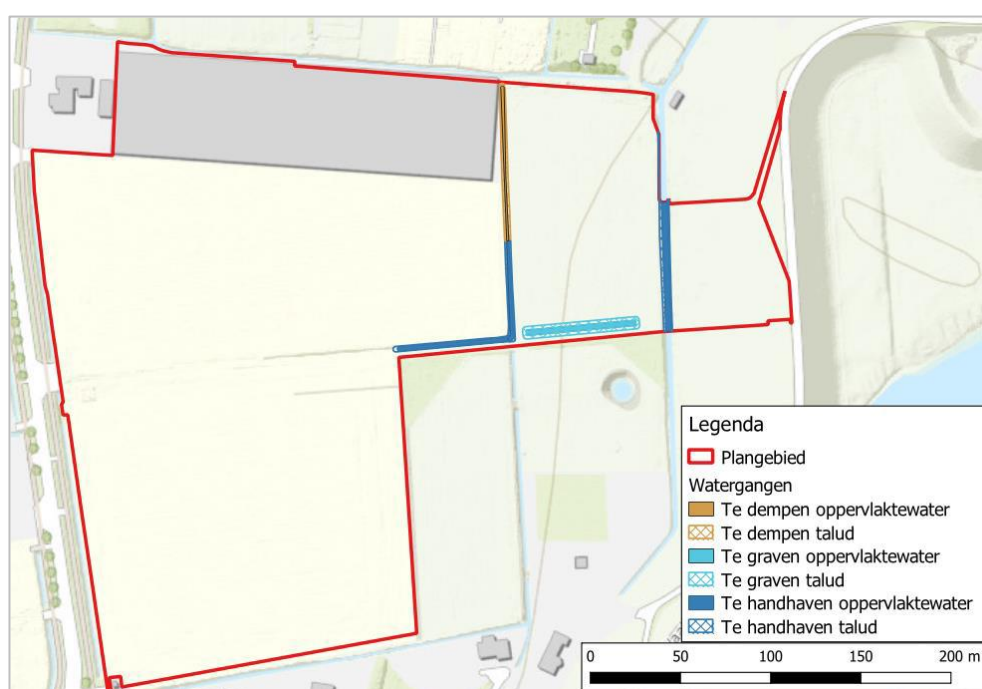 Legenda
Plangebied
Watergangen
Te dempen oppervlaktewater
Te dempen talud
Te graven oppervlaktewater
Te graven talud
Te handhaven oppervlaktewater
Te handhaven talud
0 50 100 150 200 m